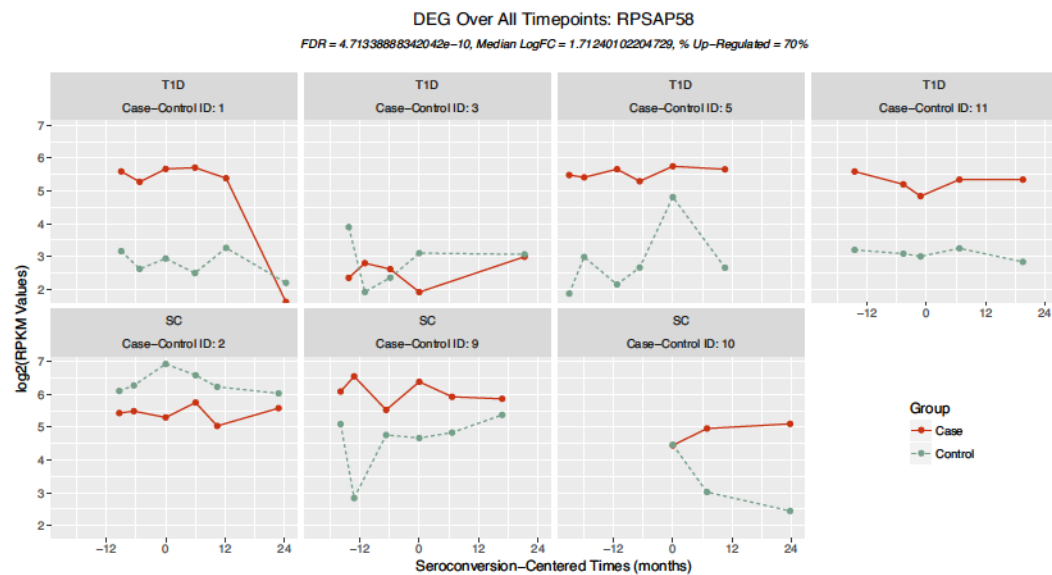 DEG Over All Timepoints: RPSAP58
FDR = 4.71338888342042e-10, Median LogFC = 1.71240102204729, % Up-Regulated = 70%
T1D
Case-Control ID: 1
T1D
Case-Control ID: 3
T1D
Case-Control ID: 5
T1D
Case-Control ID: 11
7
6
5
4
3
2
-12 0 12 24
SC
Case-Control ID: 2
SC
Case-Control ID: 9
SC
Case-Control ID: 10
7
6
5
4
3
2
log2(RPKM Values)
-12 0 12 24
-12 0 12 24
-12 0 12 24
Seroconversion-Centered Times (months)
Group
Case
Control